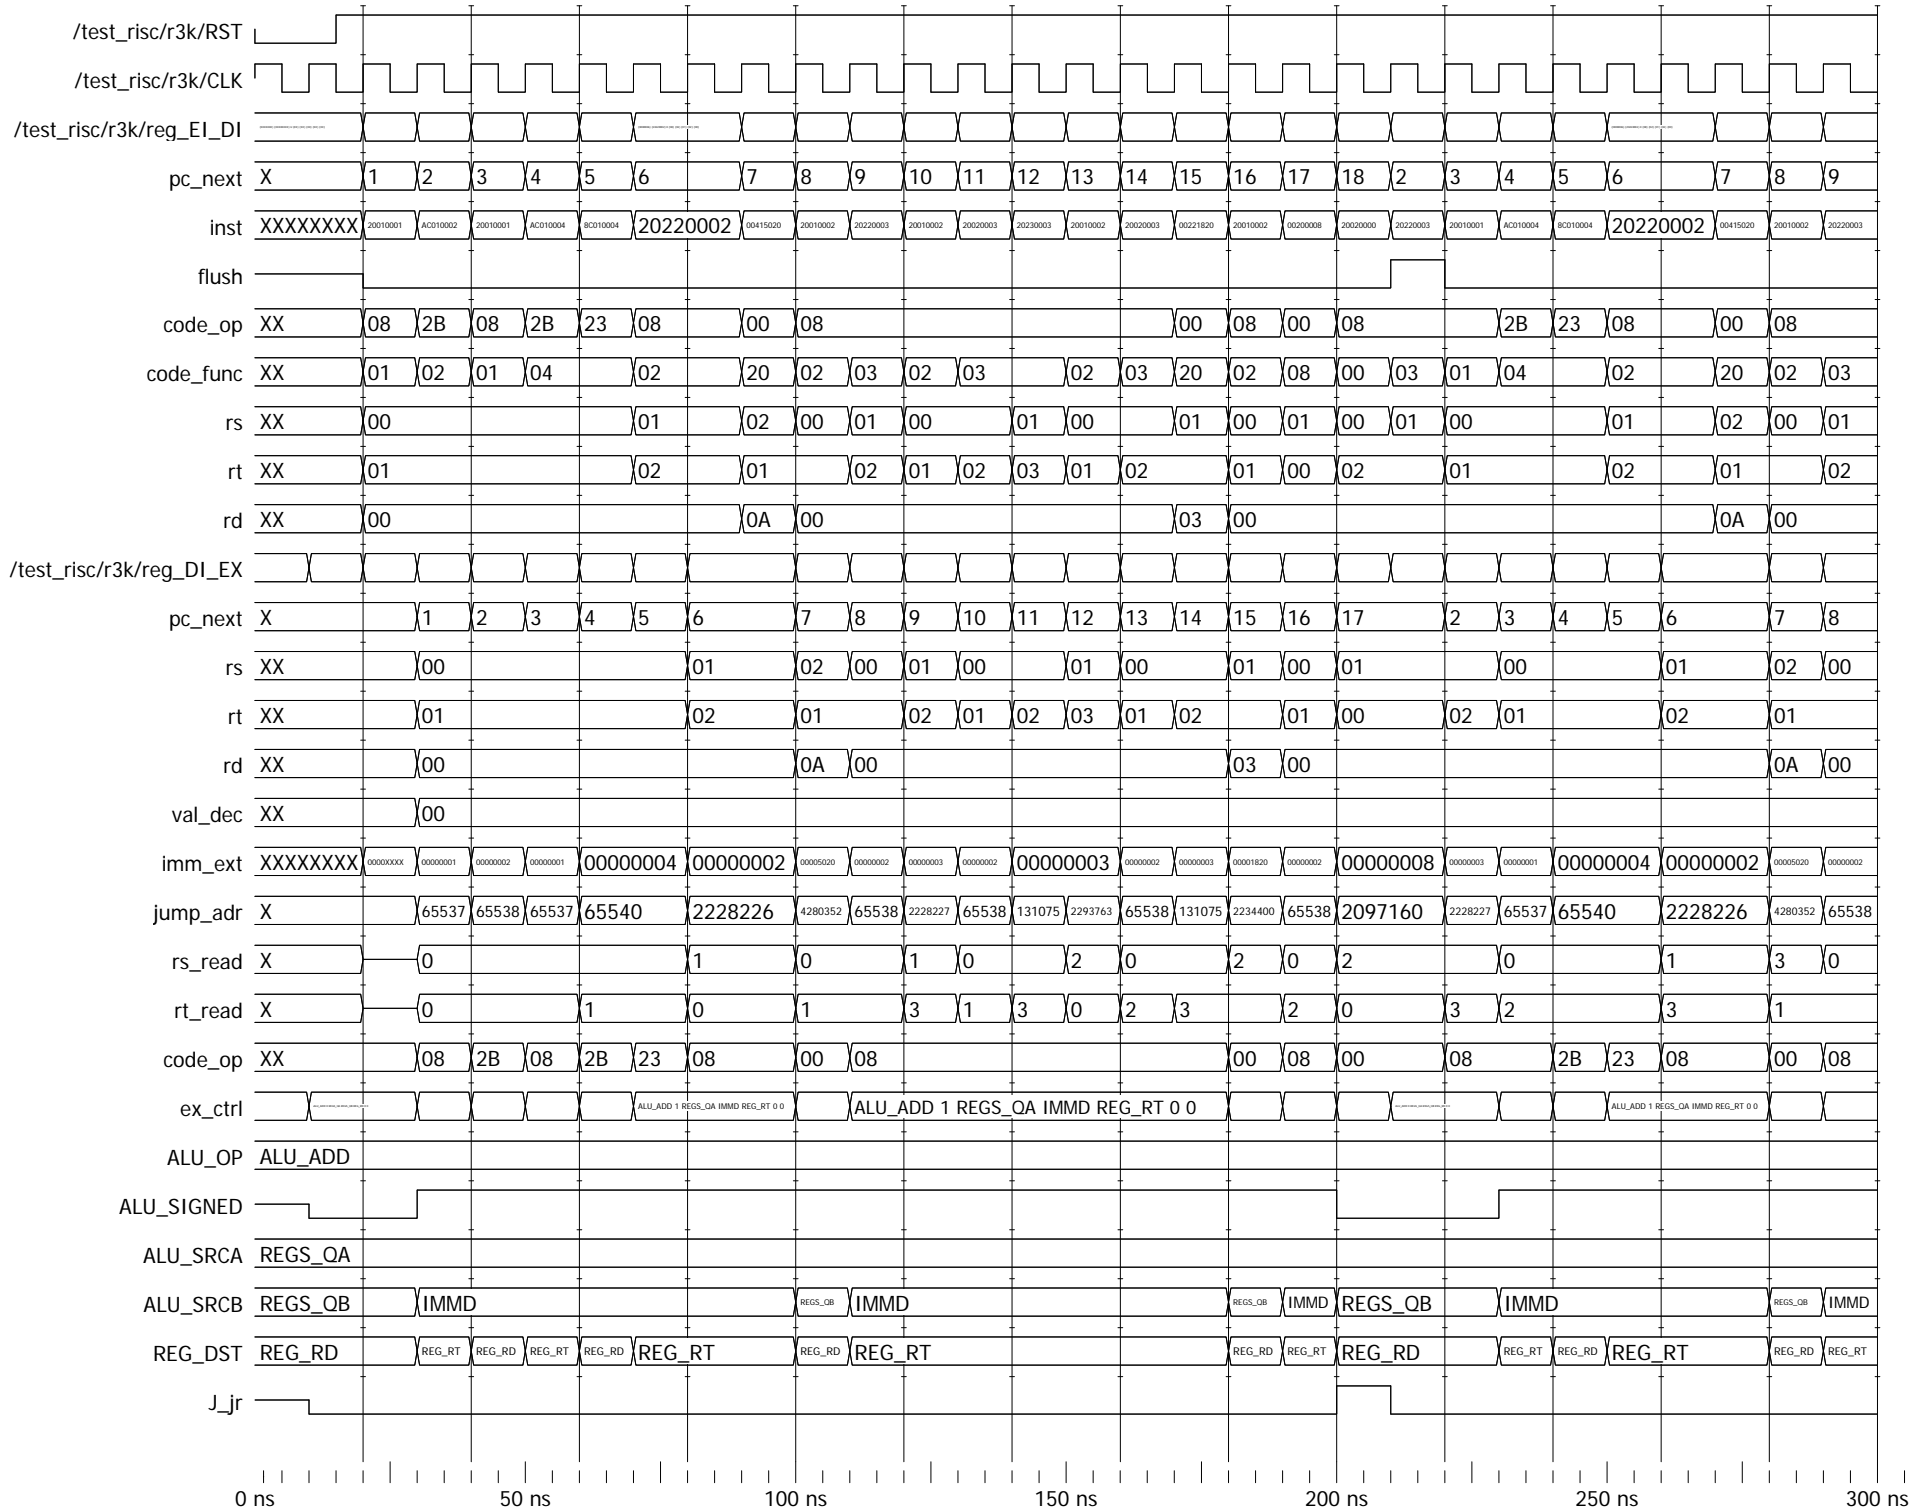 /test_risc/r3k/RST
/test_risc/r3k/CLK
/test_risc/r3k/reg_EI_DI
pc_next X 1 2 3 4 5 6 7 8 9 10 11 12 13 14 15 16 17 18 2 3 4 5 6 7 8 9
inst XXXXXXXX 20010001 AC010002 20010001 AC010004 8C010004 20220002 00415020 20010002 20220003 20010002 20020003 20230003 20010002 20020003 00221820 20010002 00200008 20020000 20220003 20010001 AC010004 8C010004 20220002 00415020 20010002 20220003
flush
code_op XX 08 2B 08 2B 23 08 00 08 00 08 00 08 2B 23 08 00 08
code_func XX 01 02 01 04 02 20 02 03 02 03 02 03 20 02 08 00 03 01 04 02 20 02 03
rs XX 00 01 02 00 01 00 01 00 01 00 01 00 01 00 01 02 00 01
rt XX 01 02 01 02 01 02 03 01 02 01 00 02 01 02 01 02
rd XX 00 0A 00 03 00 0A 00
/test_risc/r3k/reg_DI_EX
pc_next X 1 2 3 4 5 6 7 8 9 10 11 12 13 14 15 16 17 2 3 4 5 6 7 8
rs XX 00 01 02 00 01 00 01 00 01 00 01 00 01 02 00
rt XX 01 02 01 02 01 02 03 01 02 01 00 02 01 02 01
rd XX 00 0A 00 03 00 0A 00
val_dec XX 00
imm_ext XXXXXXXX 0000XXXX 00000001 00000002 00000001 00000004 00000002 00005020 00000002 00000003 00000002 00000003 00000002 00000003 00001820 00000002 00000008 00000003 00000001 00000004 00000002 00005020 00000002
jump_adr X 65537 65538 65537 65540 2228226 4280352 65538 2228227 65538 131075 2293763 65538 131075 2234400 65538 2097160 2228227 65537 65540 2228226 4280352 65538
rs_read X 0 1 0 1 0 2 0 2 0 2 0 1 3 0
rt_read X 0 1 0 1 3 1 3 0 2 3 2 0 3 2 3 1
code_op XX 08 2B 08 2B 23 08 00 08 00 08 00 08 2B 23 08 00 08
ex_ctrl ALU_ADD 1 REGS_QA IMMD REG_RT 0 0 ALU_ADD 1 REGS_QA IMMD REG_RT 0 0 ALU_ADD 1 REGS_QA IMMD REG_RT 0 0
ALU_OP ALU_ADD
ALU_SIGNED
ALU_SRCA REGS_QA
ALU_SRCB REGS_QB IMMD REGS_QB IMMD REGS_QB IMMD REGS_QB IMMD REGS_QB IMMD
REG_DST REG_RD REG_RT REG_RD REG_RT REG_RD REG_RT REG_RD REG_RT REG_RD REG_RT REG_RD REG_RT REG_RD REG_RT REG_RD REG_RT
J_jr
0 ns 50 ns 100 ns 150 ns 200 ns 250 ns 300 ns